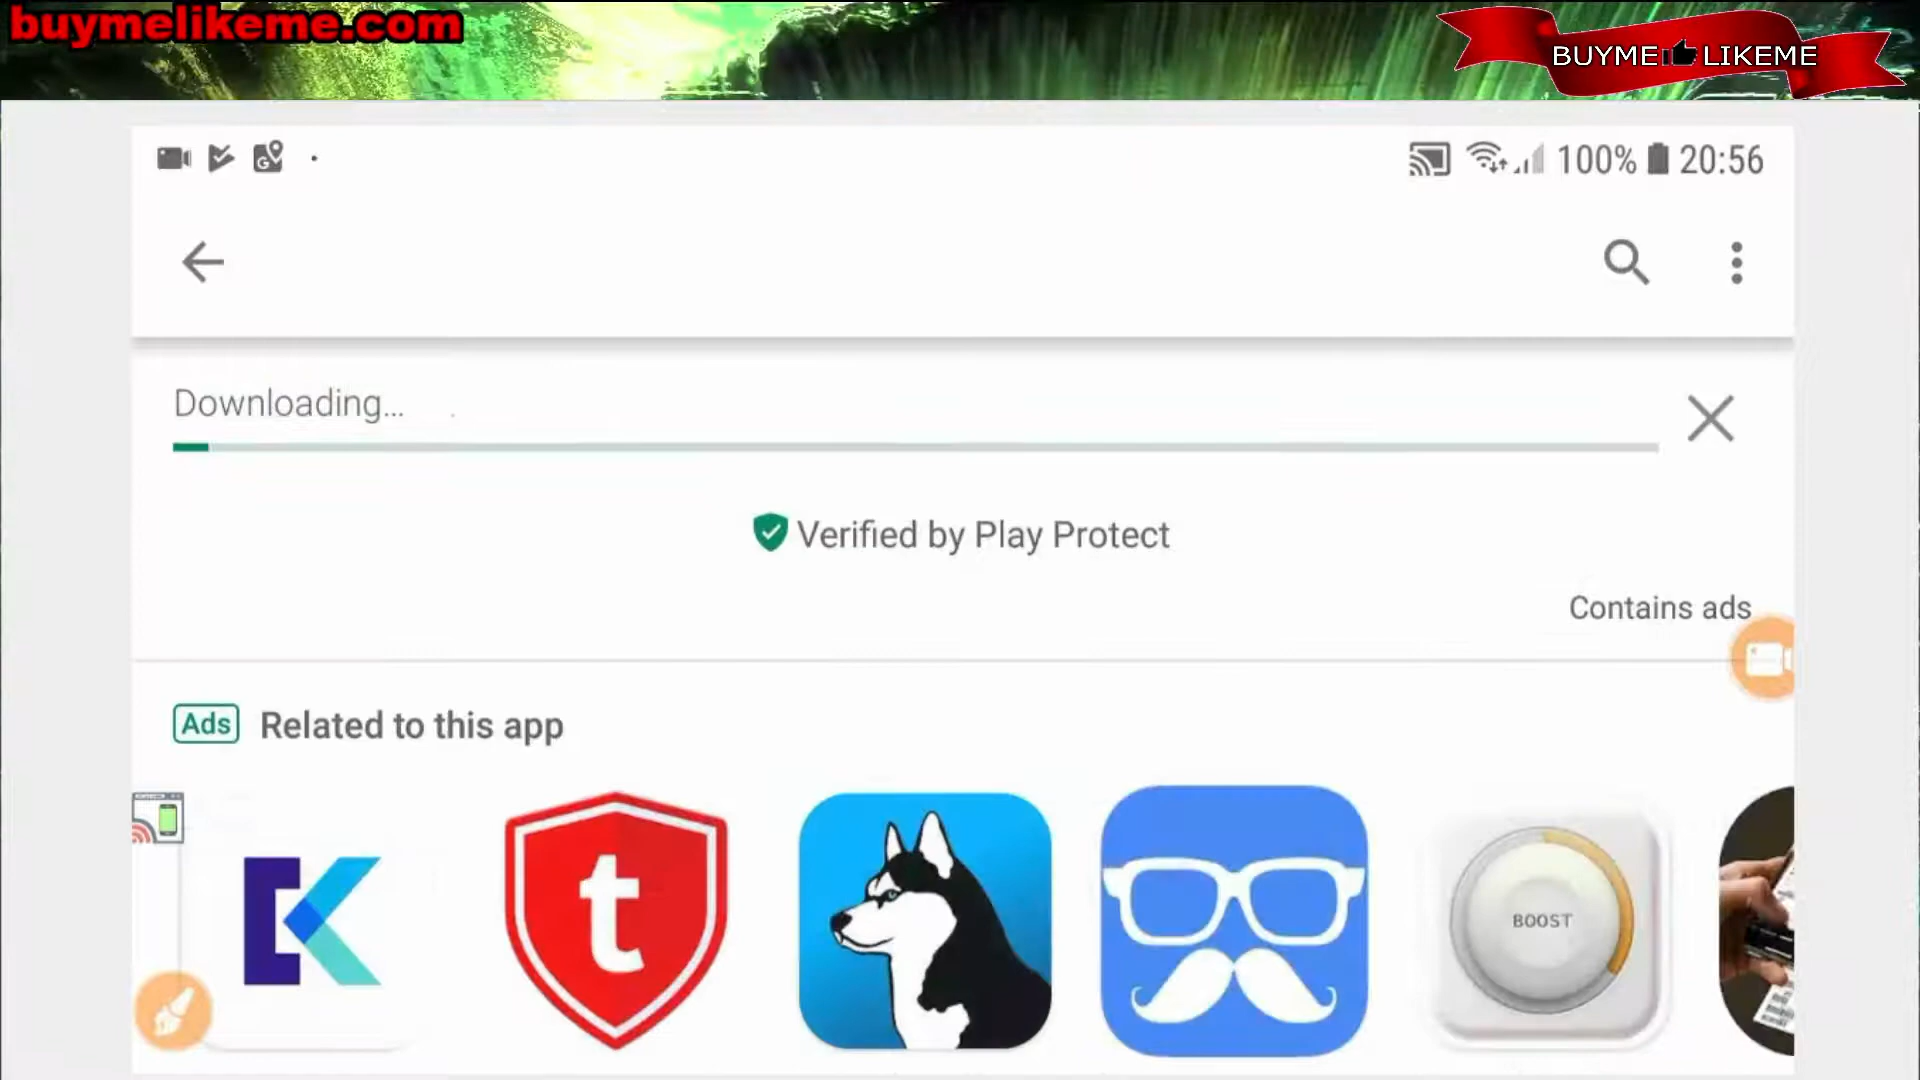 buymelikeme.com
BUYME LIKEME
100% 20:56
Downloading...
Verified by Play Protect
Contains ads
Ads Related to this app
t
BOOST